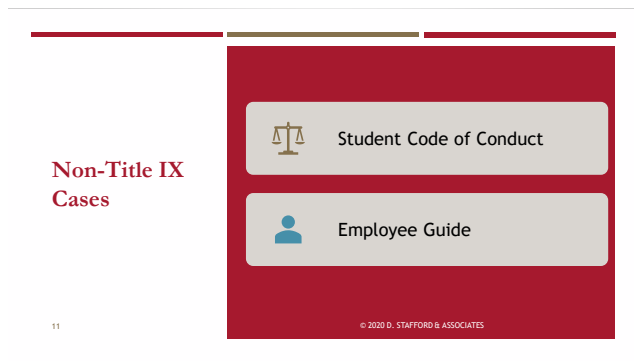 Non-Title IX
Cases
Student Code of Conduct
Employee Guide
11
© 2020 D. STAFFORD & ASSOCIATES